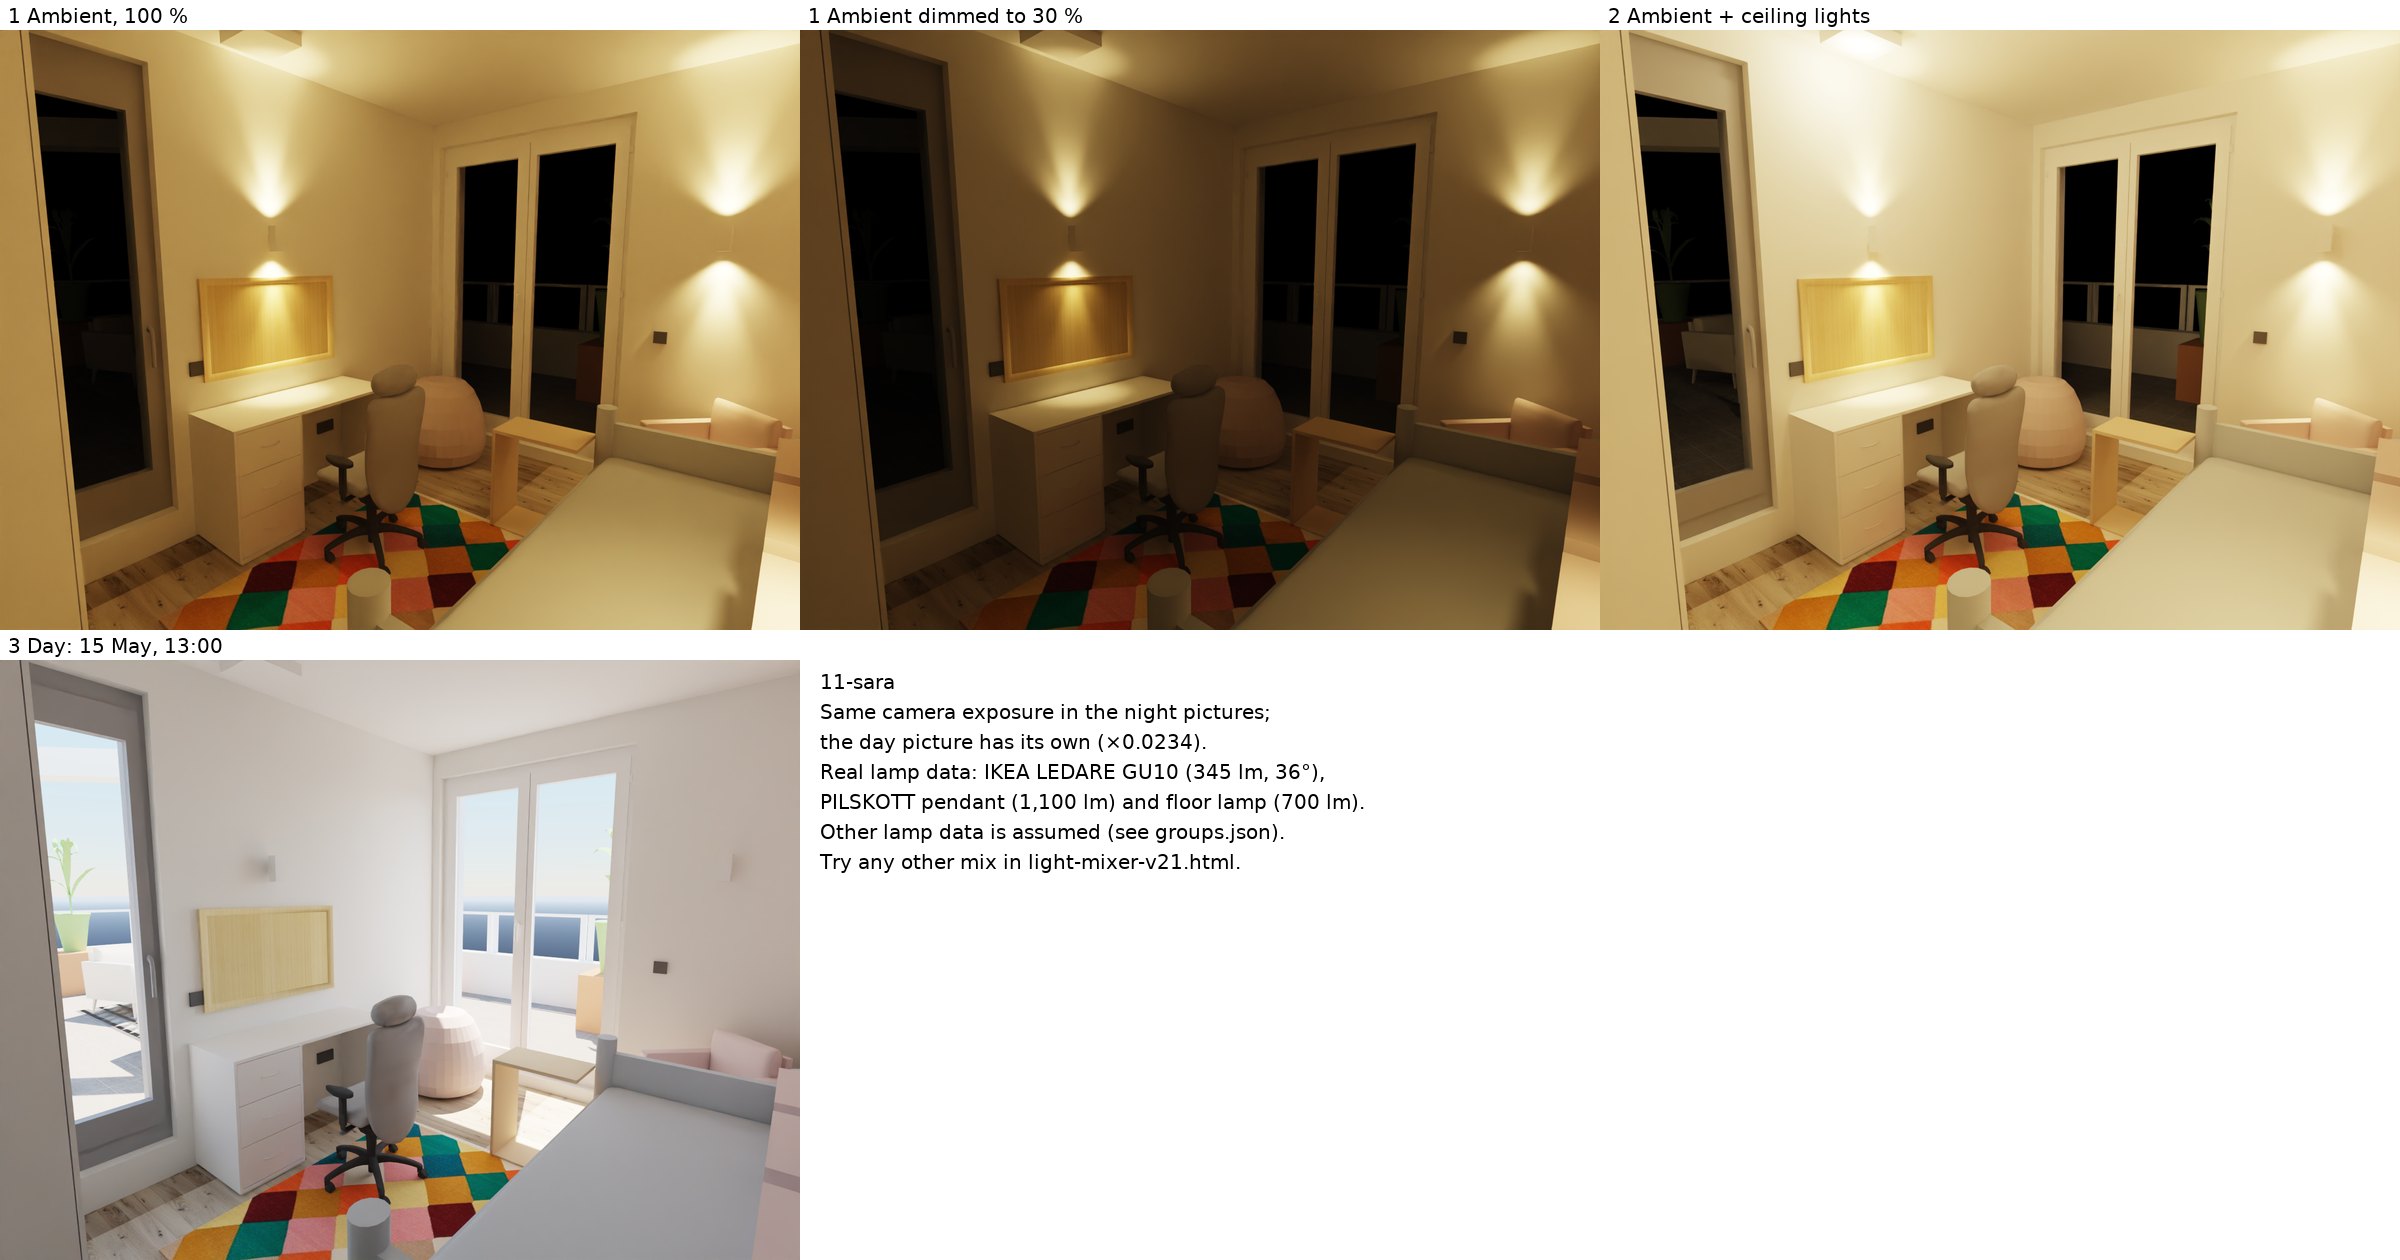 1 Ambient, 100 %
1 Ambient dimmed to 30 %
2 Ambient + ceiling lights
3 Day: 15 May, 13:00
11-sara
Same camera exposure in the night pictures;
the day picture has its own (×0.0234).
Real lamp data: IKEA LEDARE GU10 (345 lm, 36°),
PILSKOTT pendant (1,100 lm) and floor lamp (700 lm).
Other lamp data is assumed (see groups.json).
Try any other mix in light-mixer-v21.html.